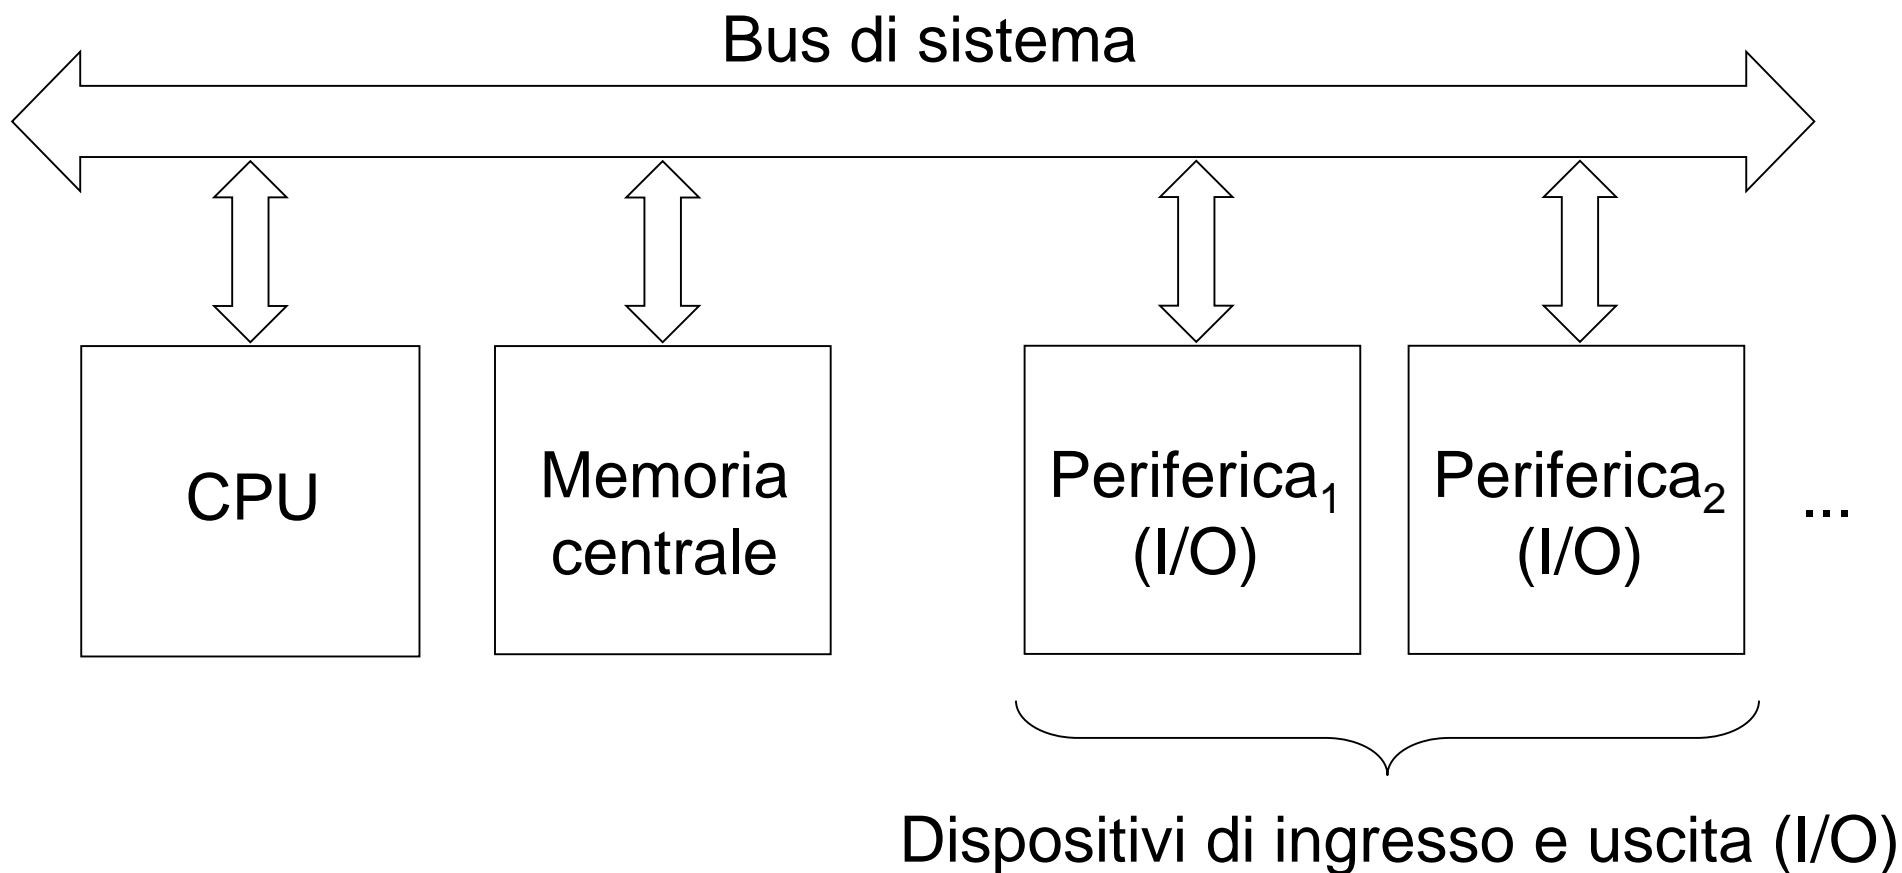 Bus di sistema
CPU
Memoria
centrale
Periferica₁
(I/O)
Periferica₂
(I/O)
...
Dispositivi di ingresso e uscita (I/O)